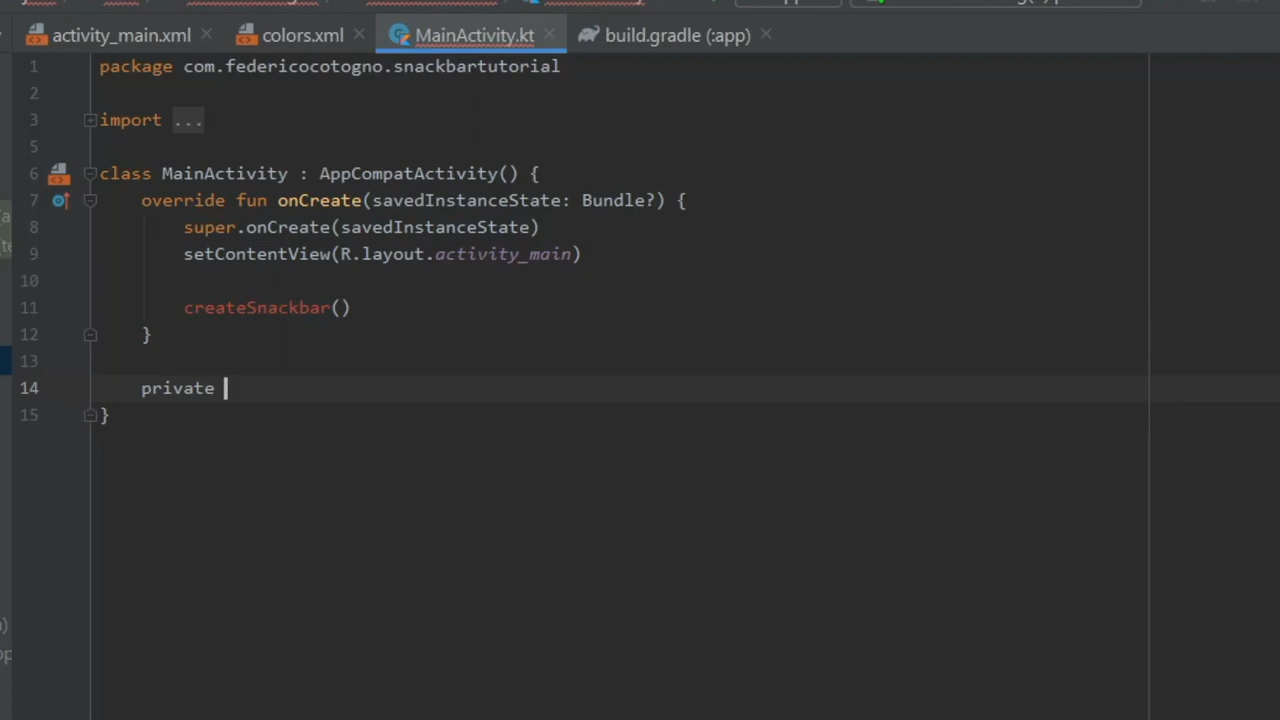 activity_main.xml colors.xml MainActivity.kt build.gradle (:app)
1 package com.federicocotogno.snackbartutorial
2
3 import ...
5
6 class MainActivity : AppCompatActivity() {
7 override fun onCreate(savedInstanceState: Bundle?) {
8 super.onCreate(savedInstanceState)
9 setContentView(R.layout.activity_main)
10
11 createSnackbar()
12 }
13
14 private
15 }